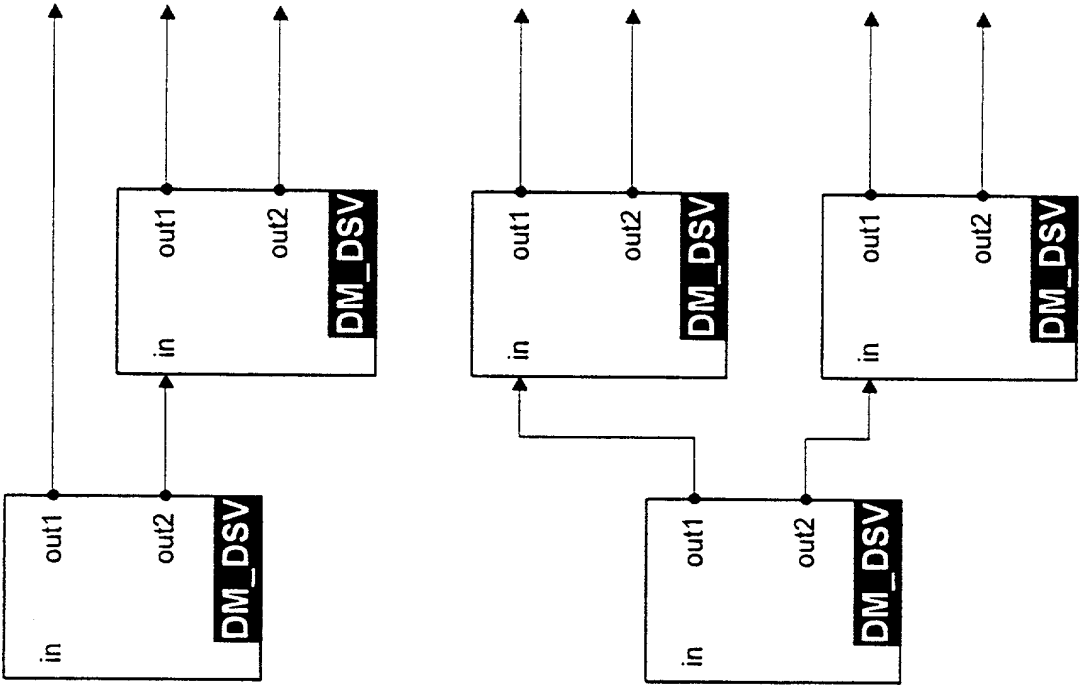 out1
out2
in
DM_DSV
out1
out2
in
DM_DSV
out1
out2
in
DM_DSV
out1
out2
in
DM_DSV
out1
out2
in
DM_DSV